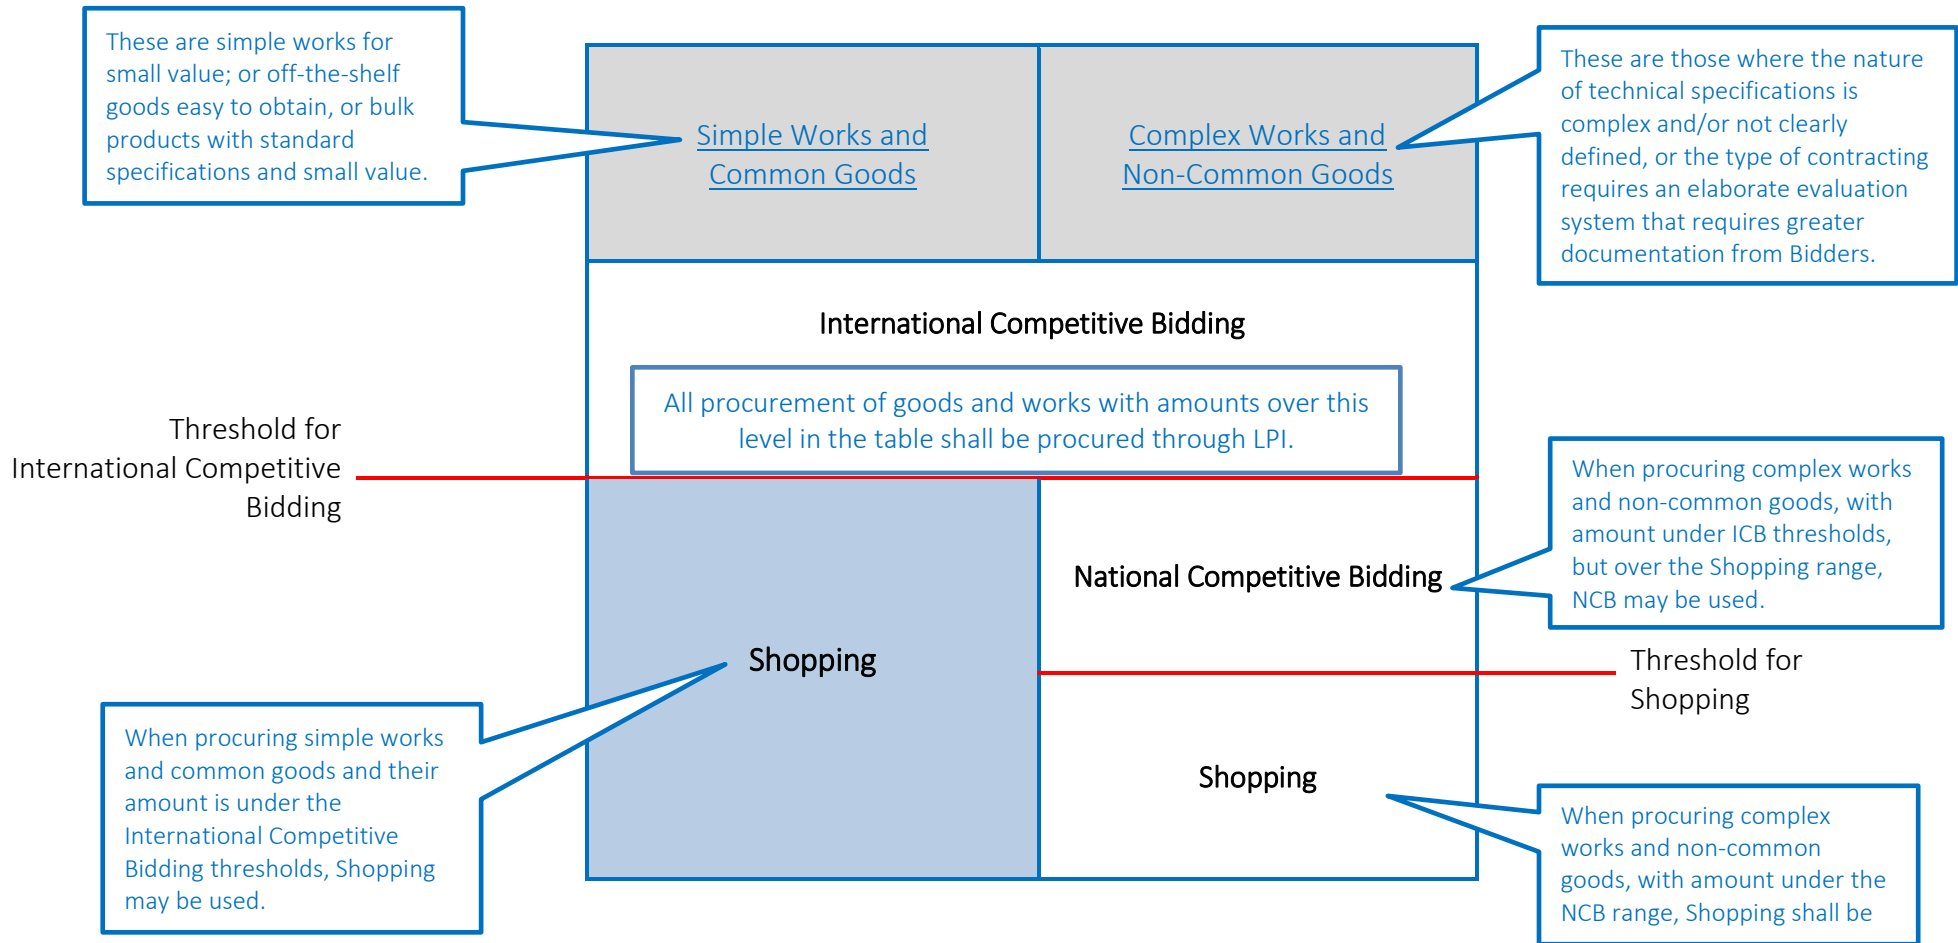 These are simple works for
small value; or off-the-shelf
goods easy to obtain, or bulk
products with standard
specifications and small value.
Simple Works and
Common Goods
Complex Works and
Non-Common Goods
These are those where the nature
of technical specifications is
complex and/or not clearly
defined, or the type of contracting
requires an elaborate evaluation
system that requires greater
documentation from Bidders.
International Competitive Bidding
All procurement of goods and works with amounts over this
level in the table shall be procured through LPI.
Threshold for
International Competitive
Bidding
When procuring complex works
and non-common goods, with
amount under ICB thresholds,
but over the Shopping range,
NCB may be used.
National Competitive Bidding
Shopping
Threshold for
Shopping
When procuring simple works
and common goods and their
amount is under the
International Competitive
Bidding thresholds, Shopping
may be used.
Shopping
When procuring complex
works and non-common
goods, with amount under the
NCB range, Shopping shall be